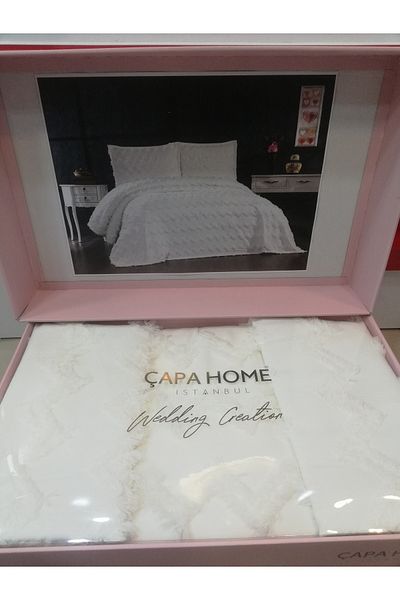 ÇAPA HOME
ISTANBUL
Wedding Creation
ÇAPA H